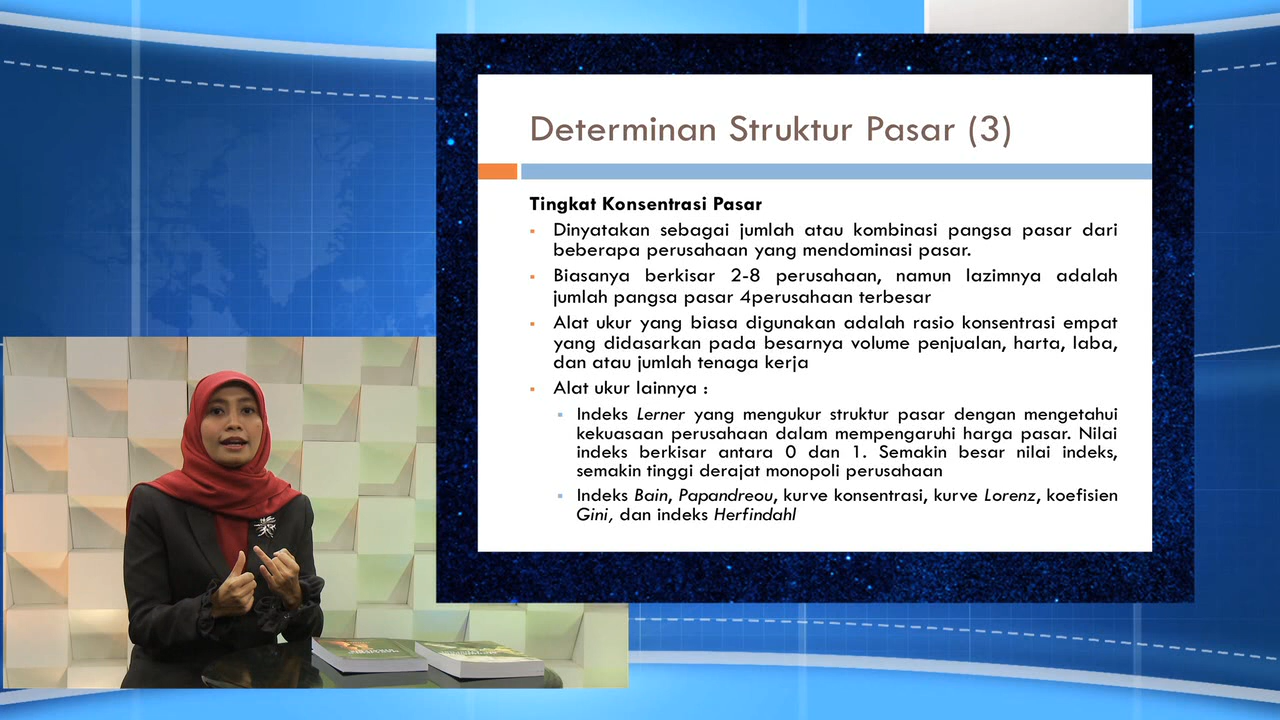 Determinan Struktur Pasar (3)
Tingkat Konsentrasi Pasar
▪ Dinyatakan sebagai jumlah atau kombinasi pangsa pasar dari
beberapa perusahaan yang mendominasi pasar.
▪ Biasanya berkisar 2-8 perusahaan, namun lazimnya adalah
jumlah pangsa pasar 4perusahaan terbesar
▪ Alat ukur yang biasa digunakan adalah rasio konsentrasi empat
yang didasarkan pada besarnya volume penjualan, harta, laba,
dan atau jumlah tenaga kerja
▪ Alat ukur lainnya :
▪ Indeks Lerner yang mengukur struktur pasar dengan mengetahui
kekuasaan perusahaan dalam mempengaruhi harga pasar. Nilai
indeks berkisar antara 0 dan 1. Semakin besar nilai indeks,
semakin tinggi derajat monopoli perusahaan
▪ Indeks Bain, Papandreou, kurve konsentrasi, kurve Lorenz, koefisien
Gini, dan indeks Herfindahl